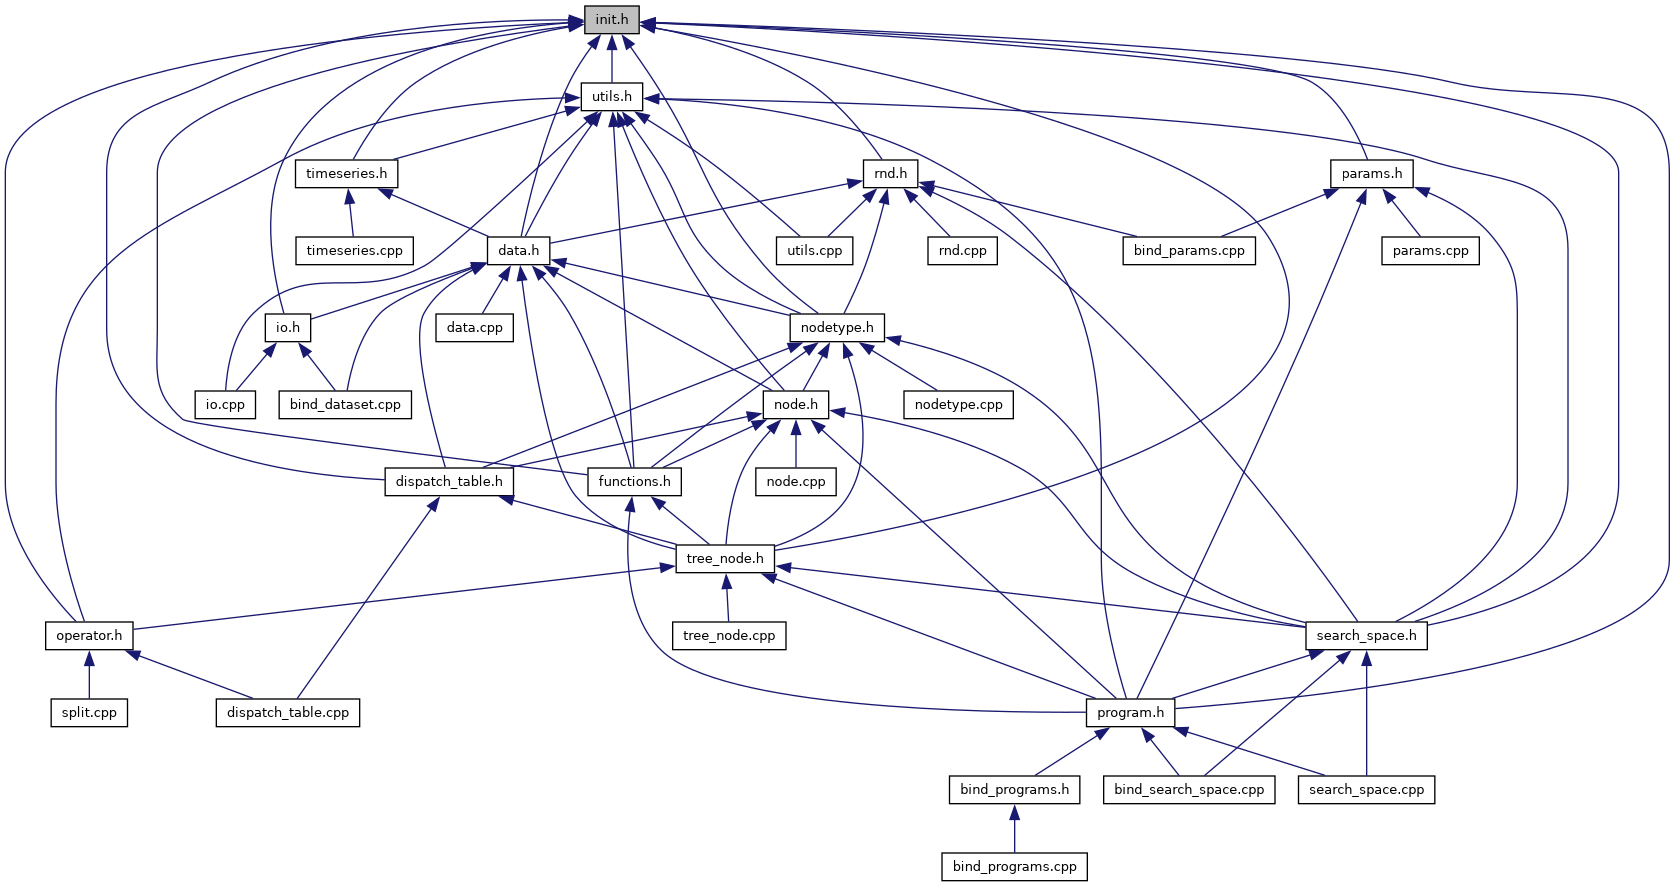 init.h
utils.h
timeseries.h
rnd.h
params.h
timeseries.cpp
data.h
utils.cpp
rnd.cpp
bind_params.cpp
params.cpp
io.h
data.cpp
nodetype.h
io.cpp
bind_dataset.cpp
node.h
nodetype.cpp
dispatch_table.h
functions.h
node.cpp
tree_node.h
operator.h
tree_node.cpp
search_space.h
split.cpp
dispatch_table.cpp
program.h
bind_programs.h
bind_search_space.cpp
search_space.cpp
bind_programs.cpp